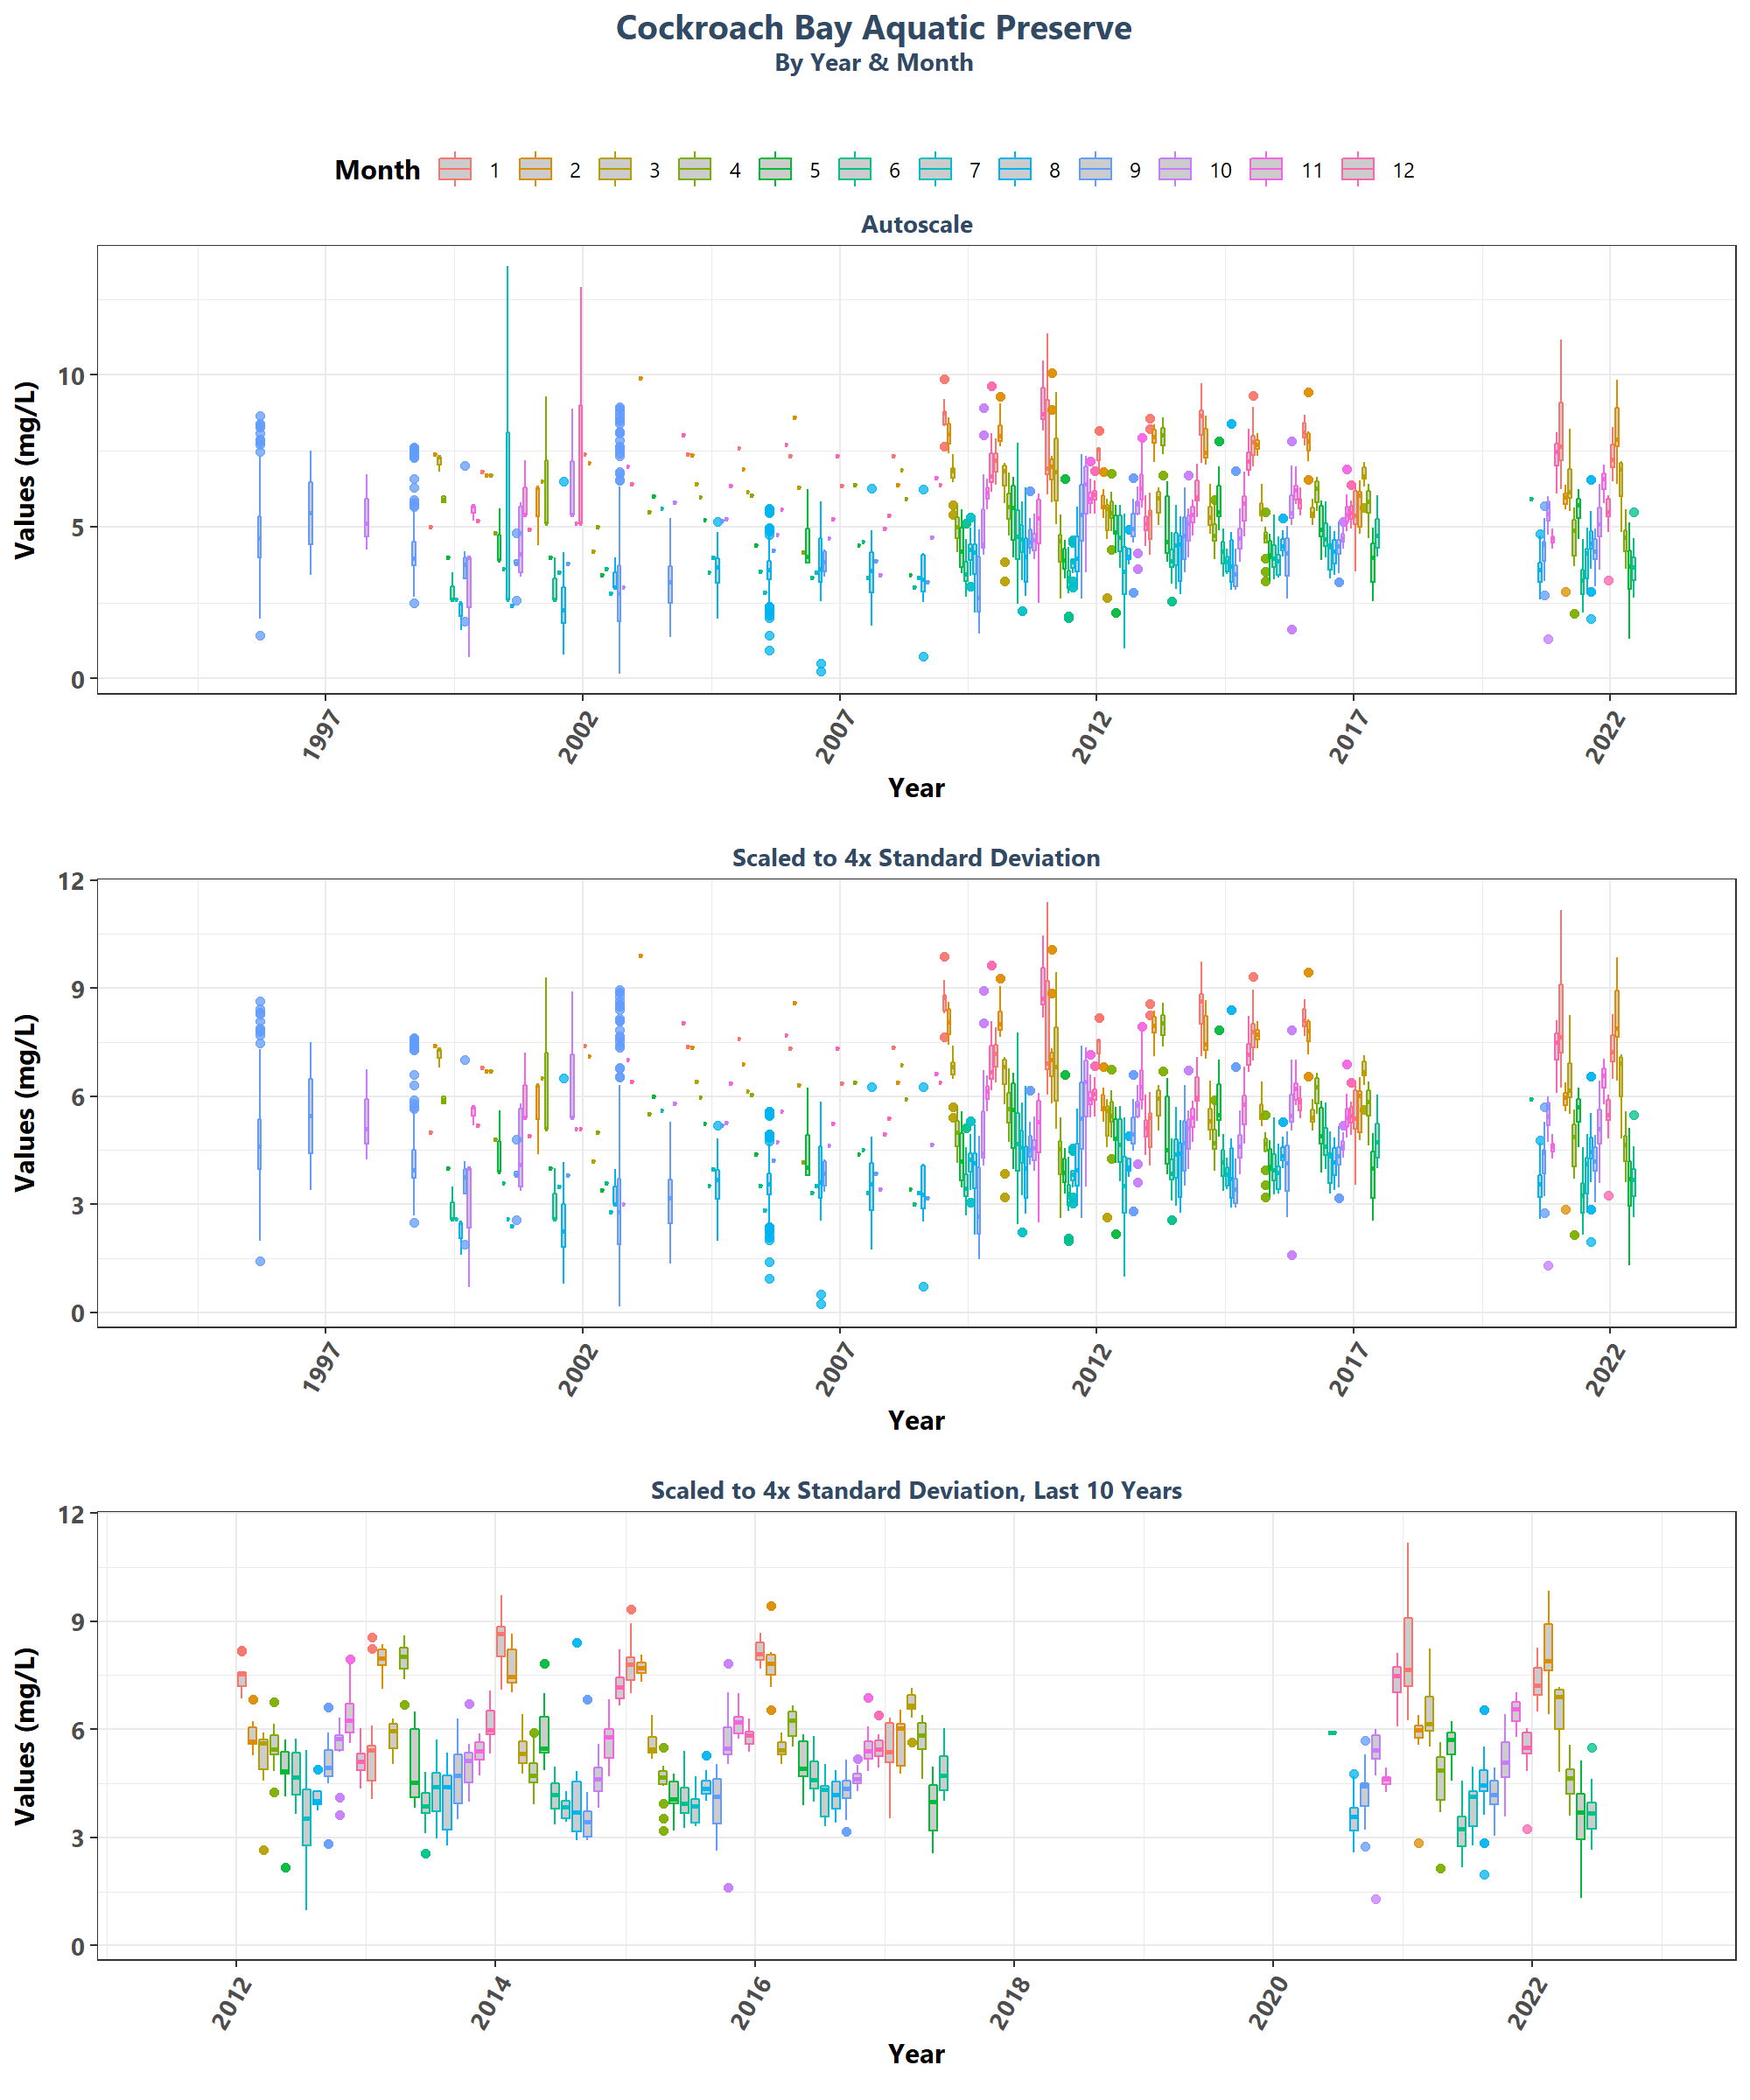 Cockroach Bay Aquatic Preserve
By Year & Month
Month 1 2 3 4 5 6 7 8 9 10 11 12
Autoscale
Values (mg/L)
10
5
0
1997 2002 2007 2012 2017 2022
Year
Scaled to 4x Standard Deviation
Values (mg/L)
12
9
6
3
0
1997 2002 2007 2012 2017 2022
Year
Scaled to 4x Standard Deviation, Last 10 Years
Values (mg/L)
12
9
6
3
0
2012 2014 2016 2018 2020 2022
Year